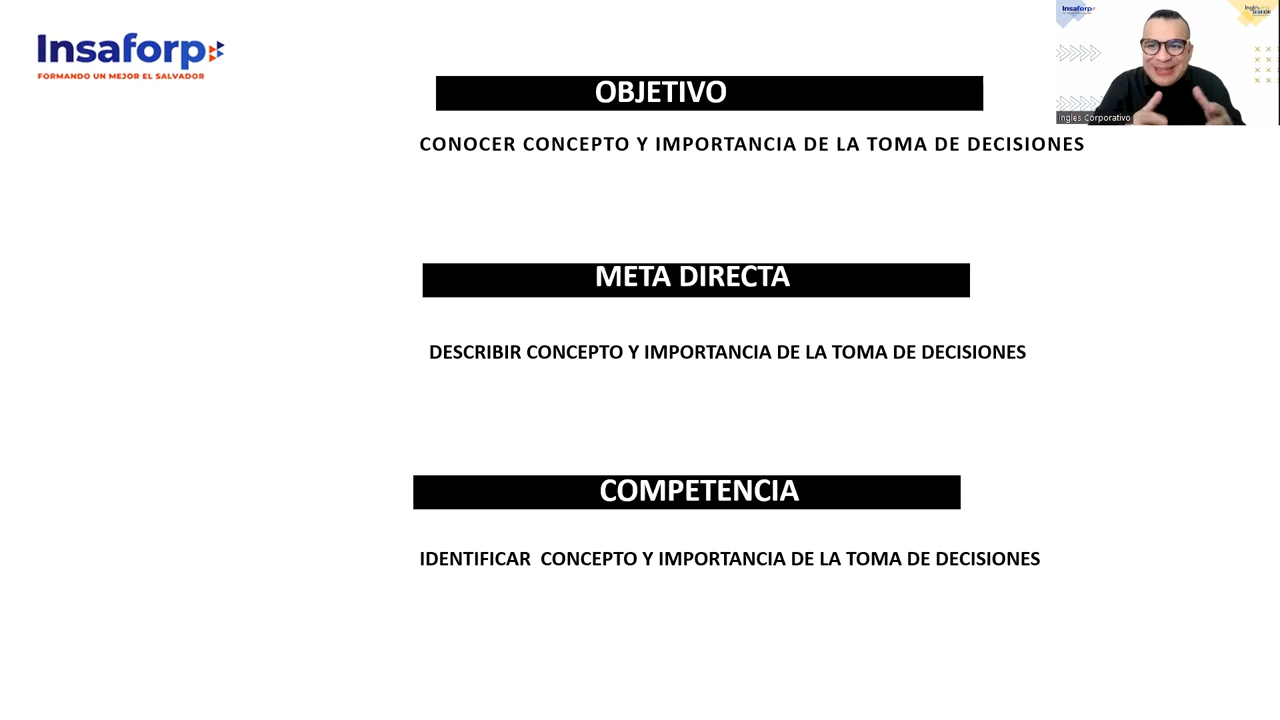 Insaforp
FORMANDO UN MEJOR EL SALVADOR
OBJETIVO
CONOCER CONCEPTO Y IMPORTANCIA DE LA TOMA DE DECISIONES
META DIRECTA
DESCRIBIR CONCEPTO Y IMPORTANCIA DE LA TOMA DE DECISIONES
COMPETENCIA
IDENTIFICAR CONCEPTO Y IMPORTANCIA DE LA TOMA DE DECISIONES
Insaforp
Ingles Corporativo